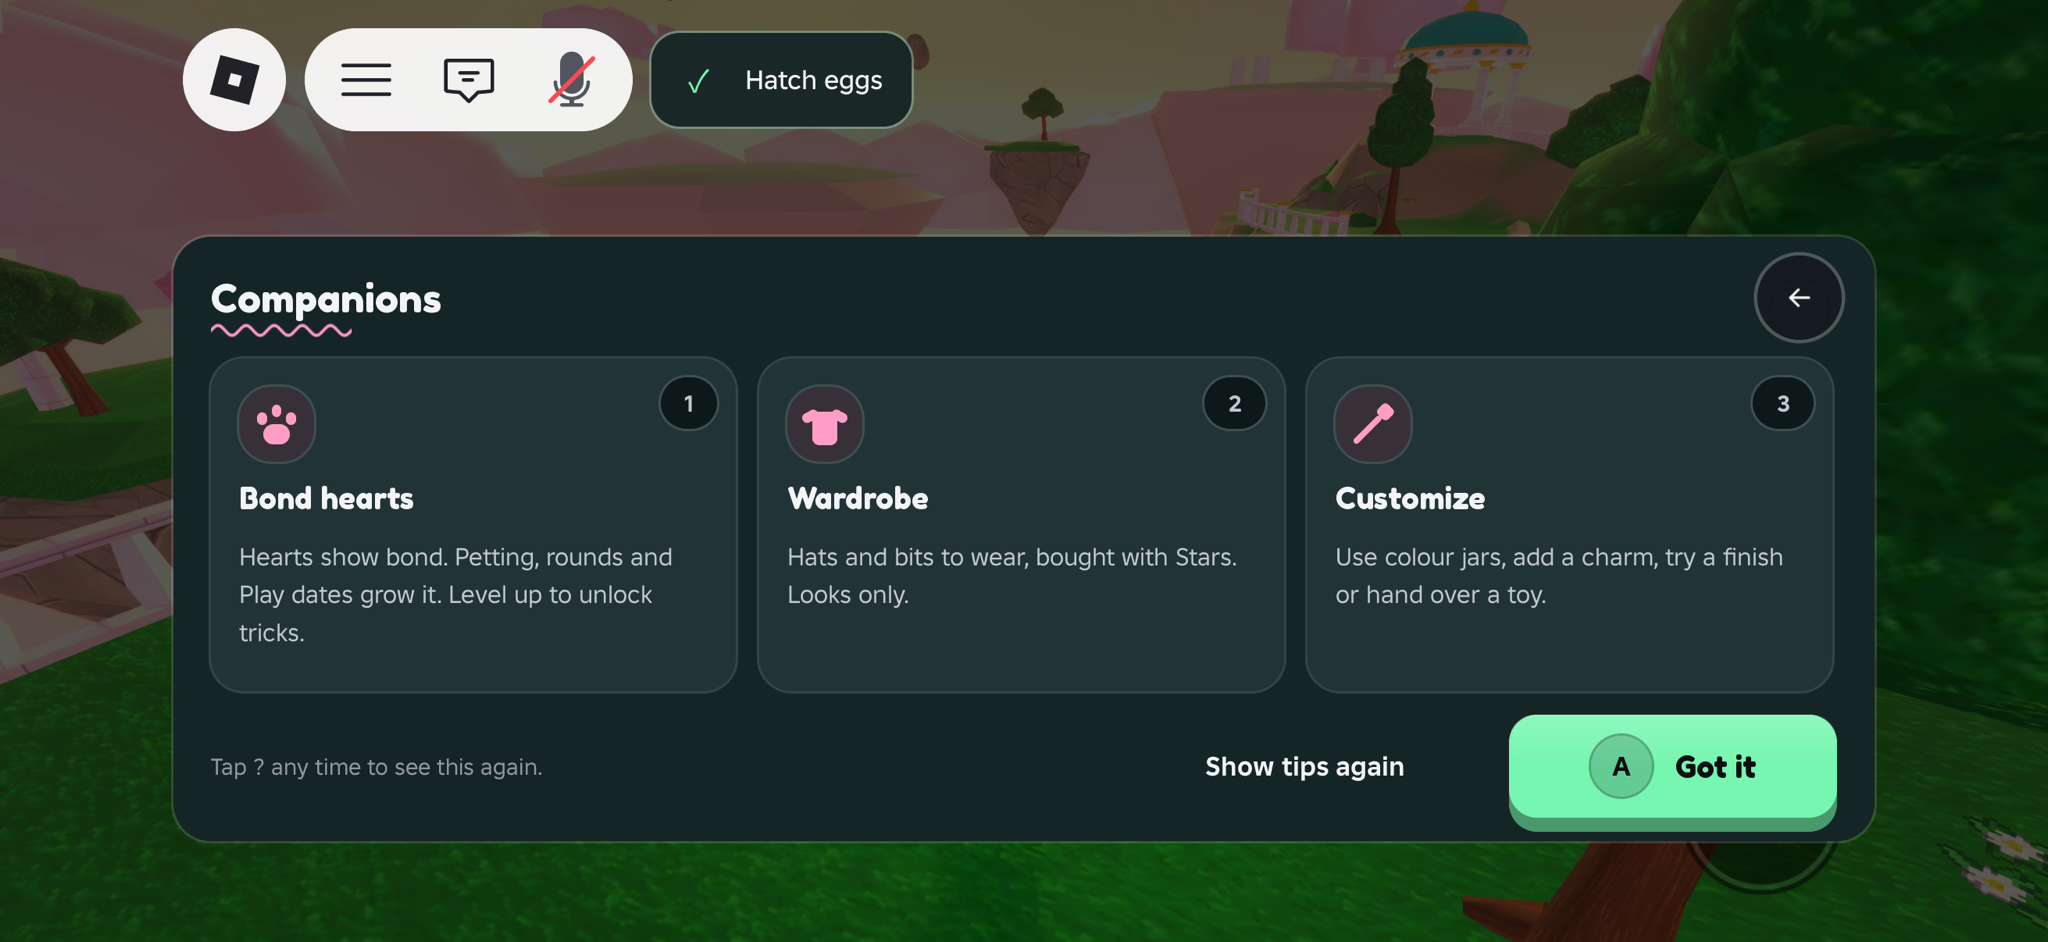 ✓ Hatch eggs
Companions
1
Bond hearts
Hearts show bond. Petting, rounds and
Play dates grow it. Level up to unlock
tricks.
2
Wardrobe
Hats and bits to wear, bought with Stars.
Looks only.
3
Customize
Use colour jars, add a charm, try a finish
or hand over a toy.
Tap ? any time to see this again.
Show tips again
A Got it